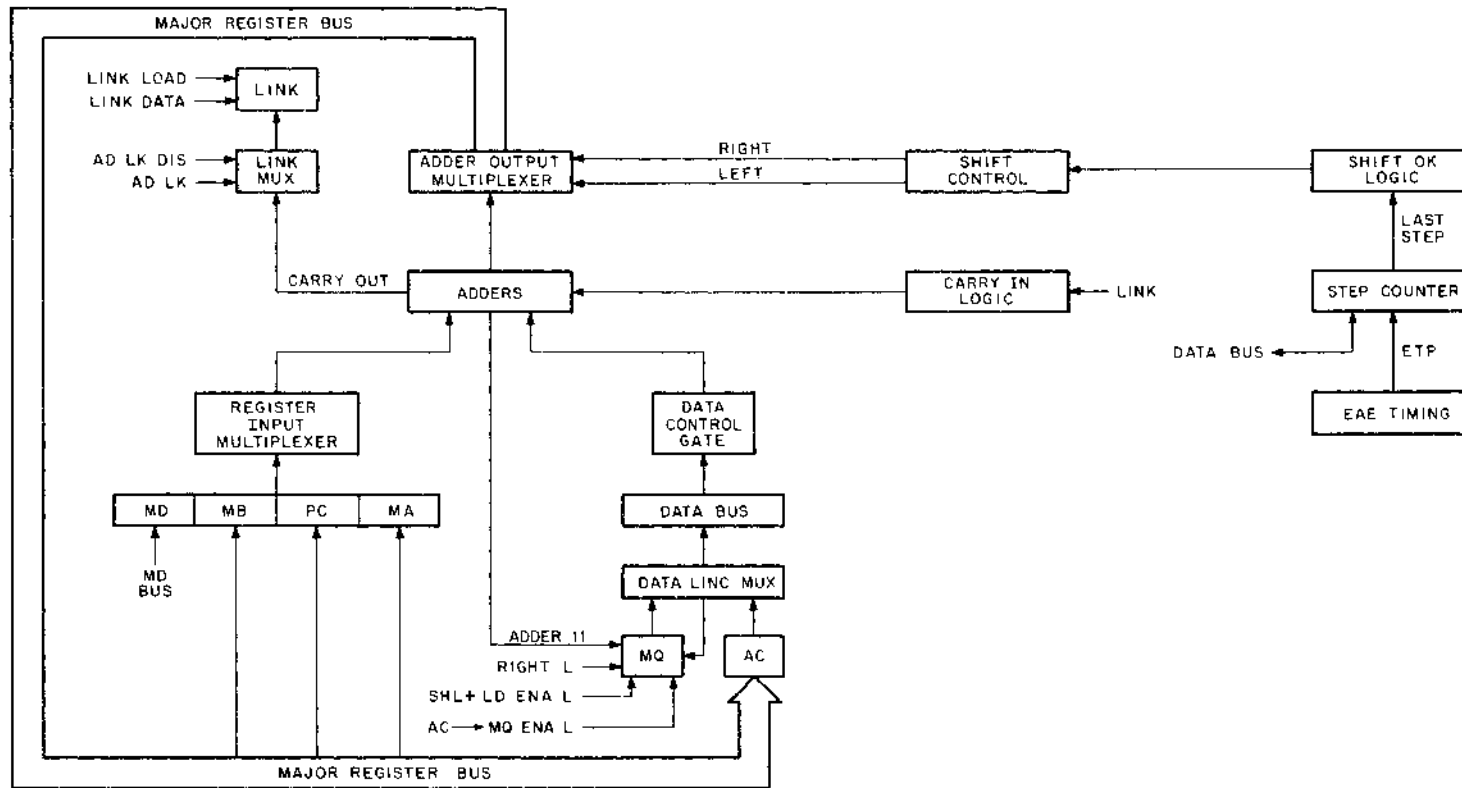 MAJOR REGISTER BUS
LINK LOAD
LINK DATA
LINK
AD LK DIS
AD LK
LINK
MUX
ADDER OUTPUT
MULTIPLEXER
RIGHT
LEFT
SHIFT
CONTROL
SHIFT OK
LOGIC
LAST
STEP
CARRY OUT
ADDERS
CARRY IN
LOGIC
LINK
STEP COUNTER
DATA BUS
ETP
REGISTER
INPUT
MULTIPLEXER
DATA
CONTROL
GATE
EAE TIMING
MD
MB
PC
MA
DATA BUS
MD
BUS
DATA LINC MUX
ADDER 11
RIGHT L
MQ
AC
SHL+ LD ENA L
AC→MQ ENA L
MAJOR REGISTER BUS